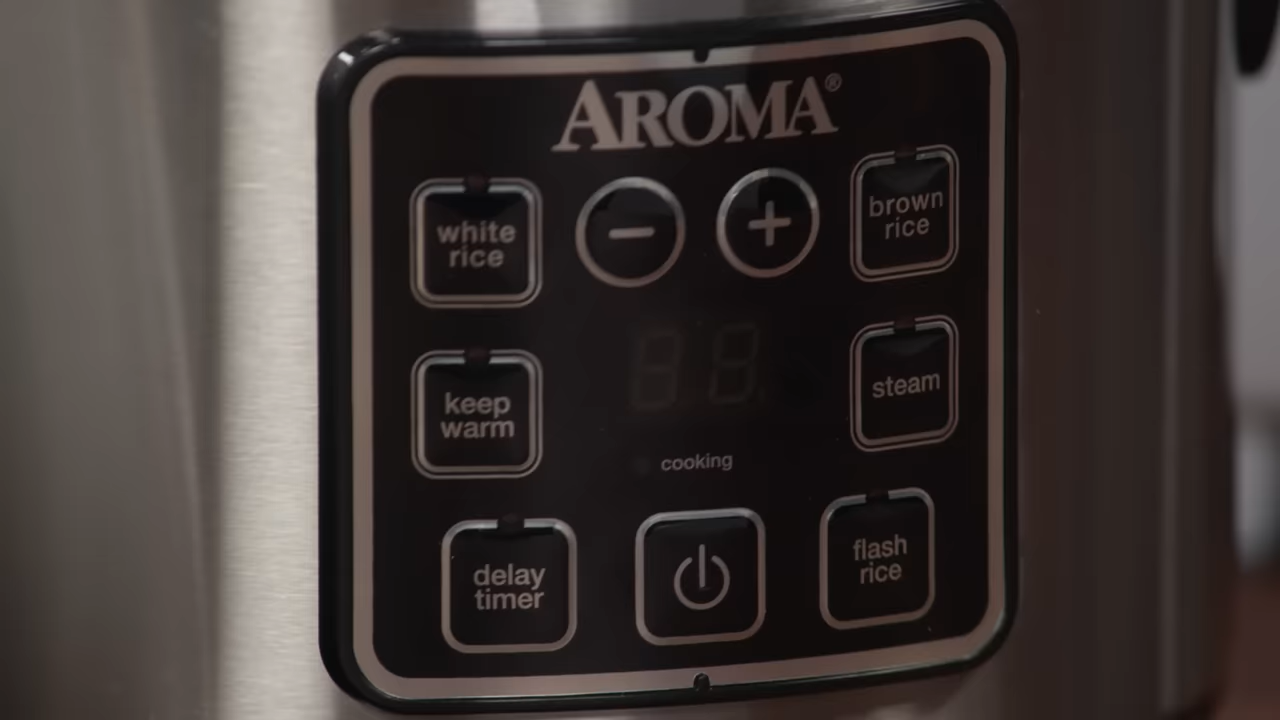 AROMA®
white
rice
−
+
brown
rice
keep
warm
steam
cooking
delay
timer
flash
rice